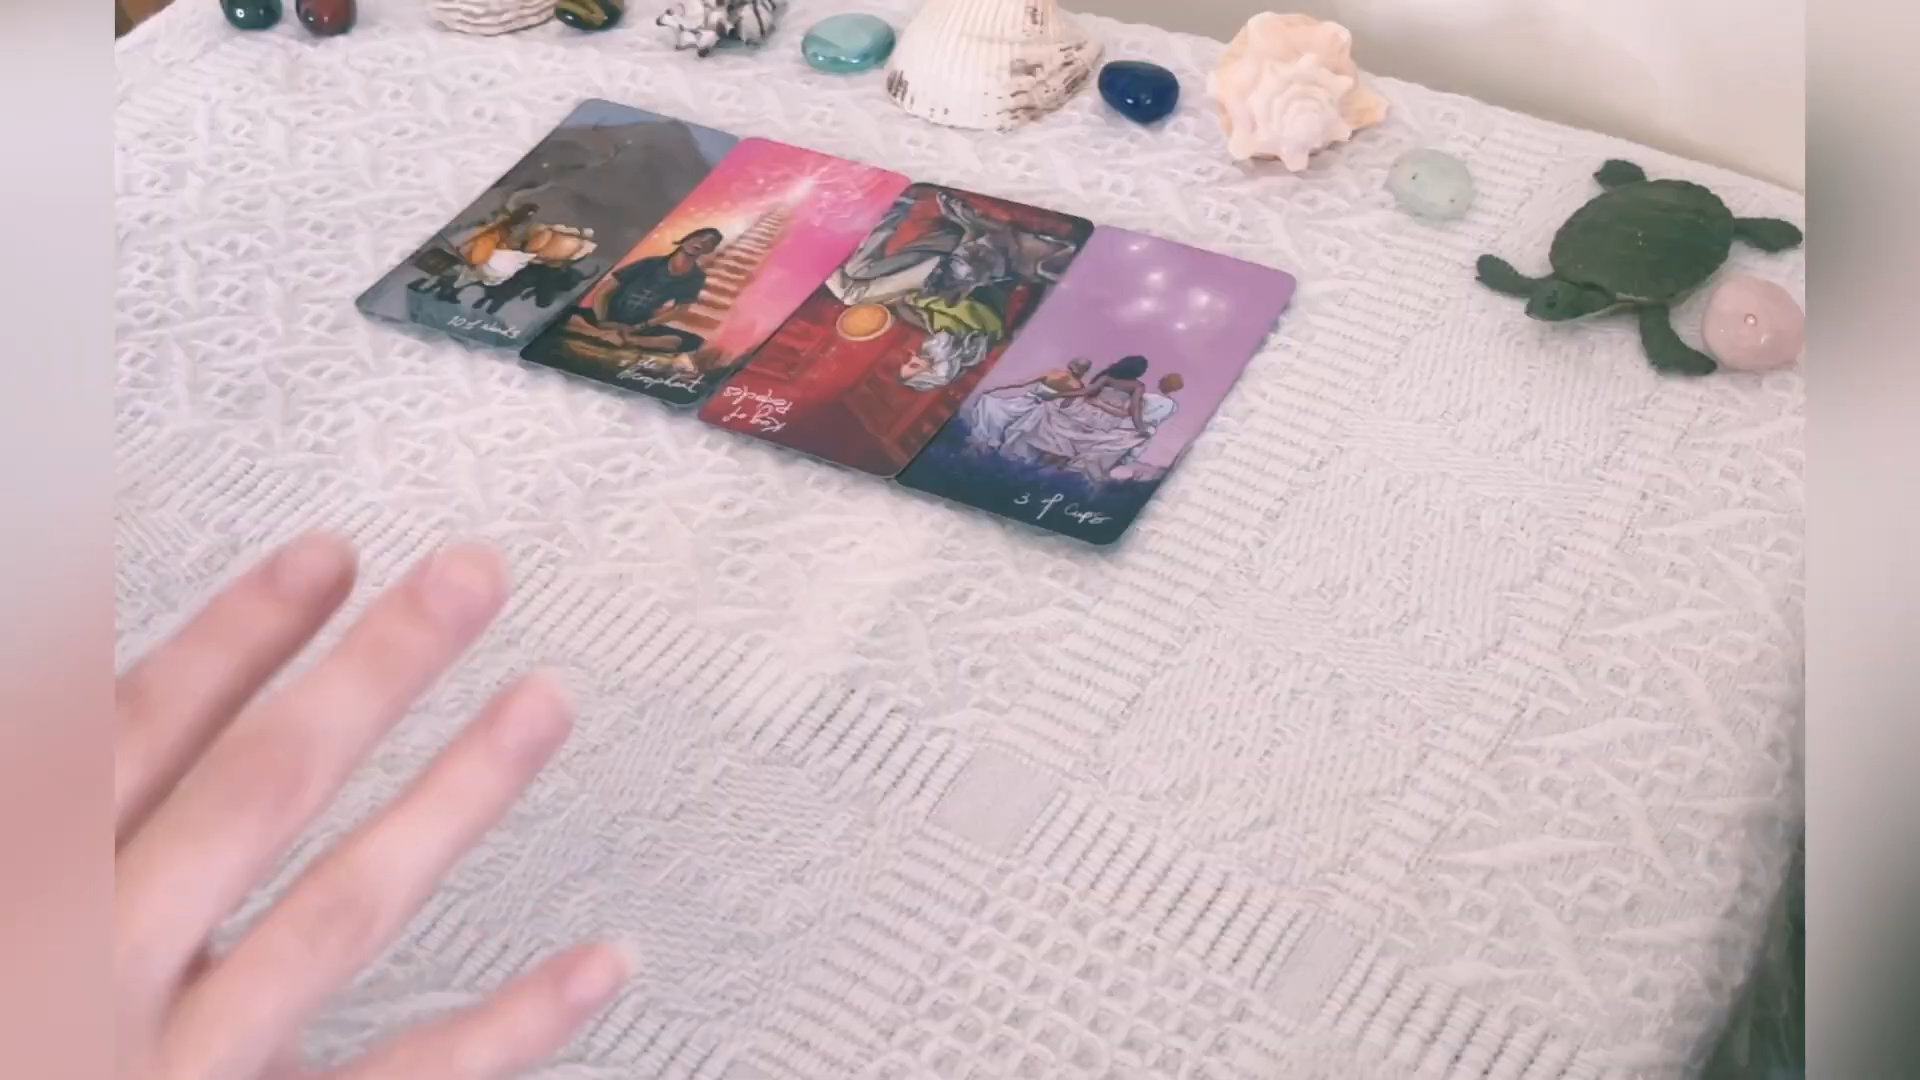 10 of Wands
the
Hierophant
King of
Pentacles
3 of Cups